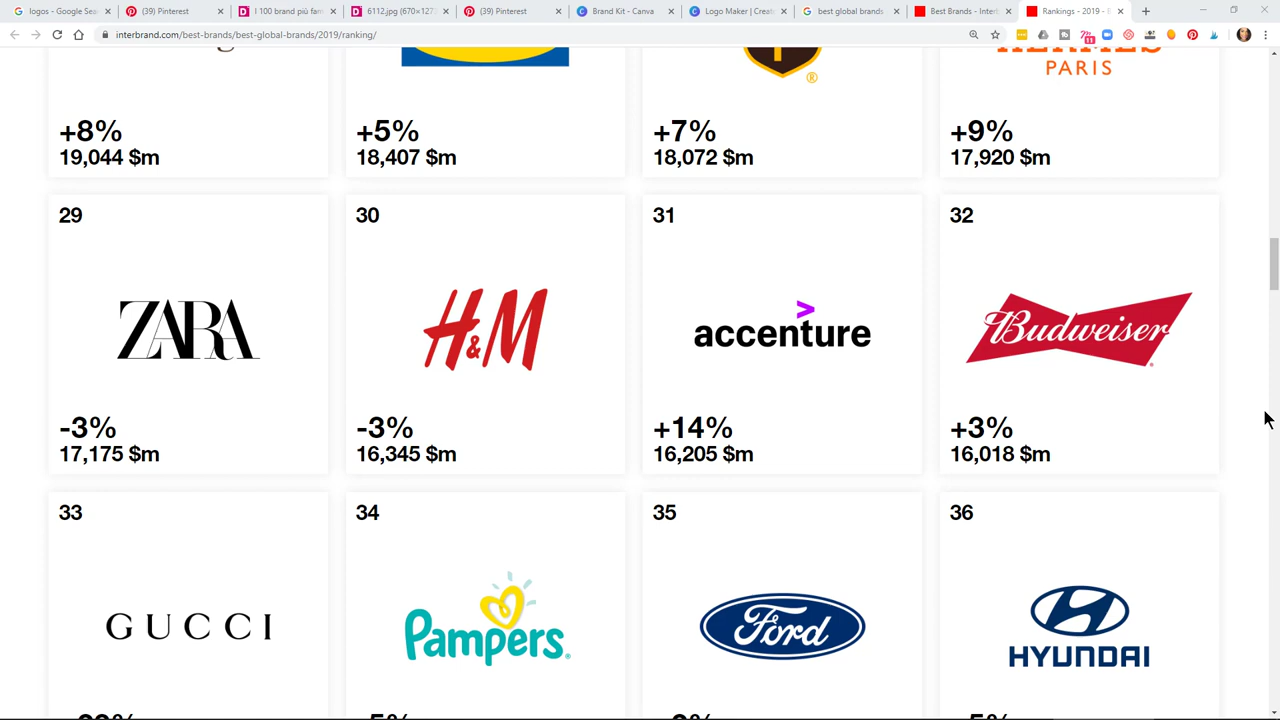 logos - Google Sea
(39) Pinterest
I 100 brand più fam
6112.jpg (670×127
(39) Pinterest
Brand Kit - Canva
Logo Maker | Creat
best global brands
Best Brands - Interb
Rankings - 2019 - B
interbrand.com/best-brands/best-global-brands/2019/ranking/
11
PARIS
®
+8%
19,044 $m
+5%
18,407 $m
+7%
18,072 $m
+9%
17,920 $m
29
30
31
32
ZARA
H&M
accenture
>
Budweiser
-3%
17,175 $m
-3%
16,345 $m
+14%
16,205 $m
+3%
16,018 $m
33
34
35
36
GUCCI
Pampers.
Ford
HYUNDAI